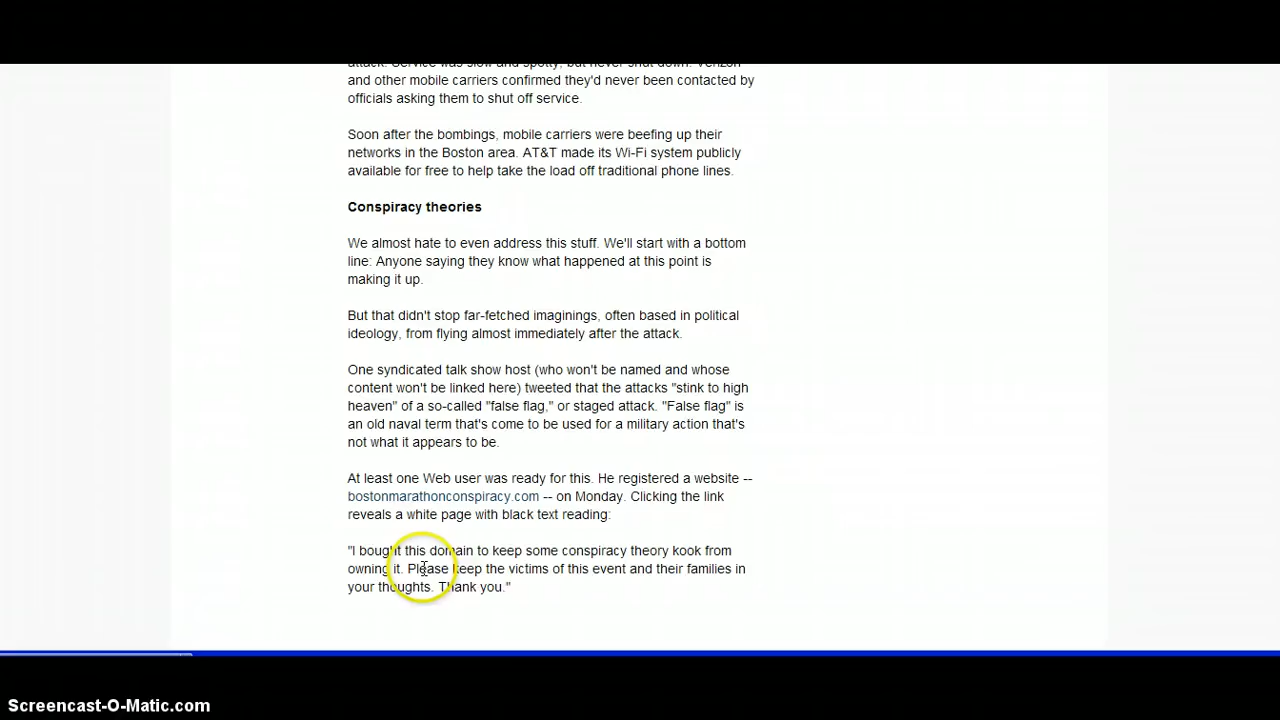 attack. Service was slow and spotty, but never shut down. Verizon
and other mobile carriers confirmed they'd never been contacted by
officials asking them to shut off service.
Soon after the bombings, mobile carriers were beefing up their
networks in the Boston area. AT&T made its Wi-Fi system publicly
available for free to help take the load off traditional phone lines.
Conspiracy theories
We almost hate to even address this stuff. We'll start with a bottom
line: Anyone saying they know what happened at this point is
making it up.
But that didn't stop far-fetched imaginings, often based in political
ideology, from flying almost immediately after the attack.
One syndicated talk show host (who won't be named and whose
content won't be linked here) tweeted that the attacks "stink to high
heaven" of a so-called "false flag," or staged attack. "False flag" is
an old naval term that's come to be used for a military action that's
not what it appears to be.
At least one Web user was ready for this. He registered a website --
bostonmarathonconspiracy.com -- on Monday. Clicking the link
reveals a white page with black text reading:
"I bought this domain to keep some conspiracy theory kook from
owning it. Please keep the victims of this event and their families in
your thoughts. Thank you."
Screencast-O-Matic.com